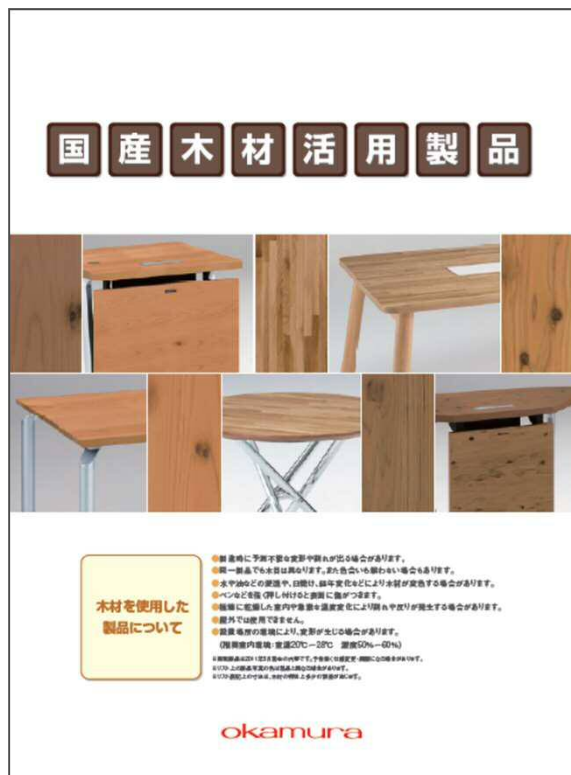 国産木材活用製品
木材を使用した
製品について
●製造時に予測不能な変形や割れが出る場合があります。
●同一部品でも木目は異なります。また色合いも揃わない場合もあります。
●水や油などの浸透や、日焼け、経年変化などにより木材が変色する場合があります。
●ペンなどを強く押し付けると表面に傷がつきます。
●極端に乾燥した室内や急激な温度変化により割れや反りが発生する場合があります。
●屋外では使用できません。
●設置場所の環境により、変形が生じる場合があります。
(推奨室内環境:室温20℃〜28℃ 湿度50%〜60%)
okamura